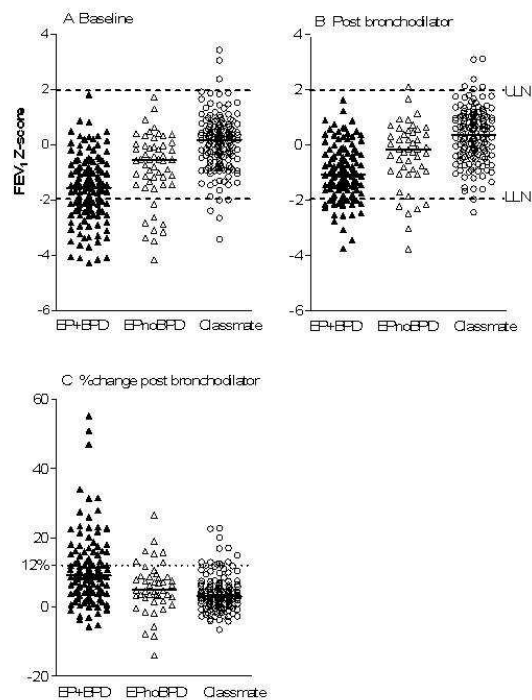 A Baseline
FEV₁ Z-score
4
2
0
-2
-4
-6
EP+BPD
EPnoBPD
Classmate
B Post bronchodilator
4
2
0
-2
-4
-6
LLN
LLN
EP+BPD
EPnoBPD
Classmate
C %change post bronchodilator
60
40
20
12%
0
-20
EP+BPD
EPnoBPD
Classmate